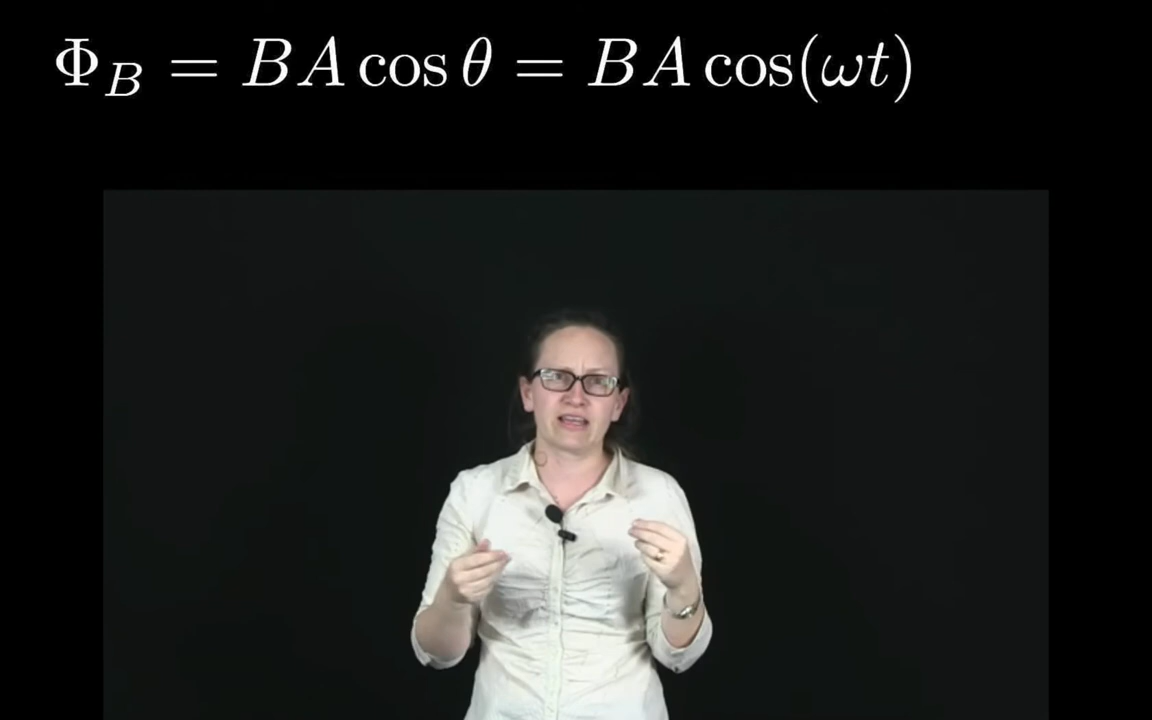 Φ_B = BA cos θ = BA cos(ωt)